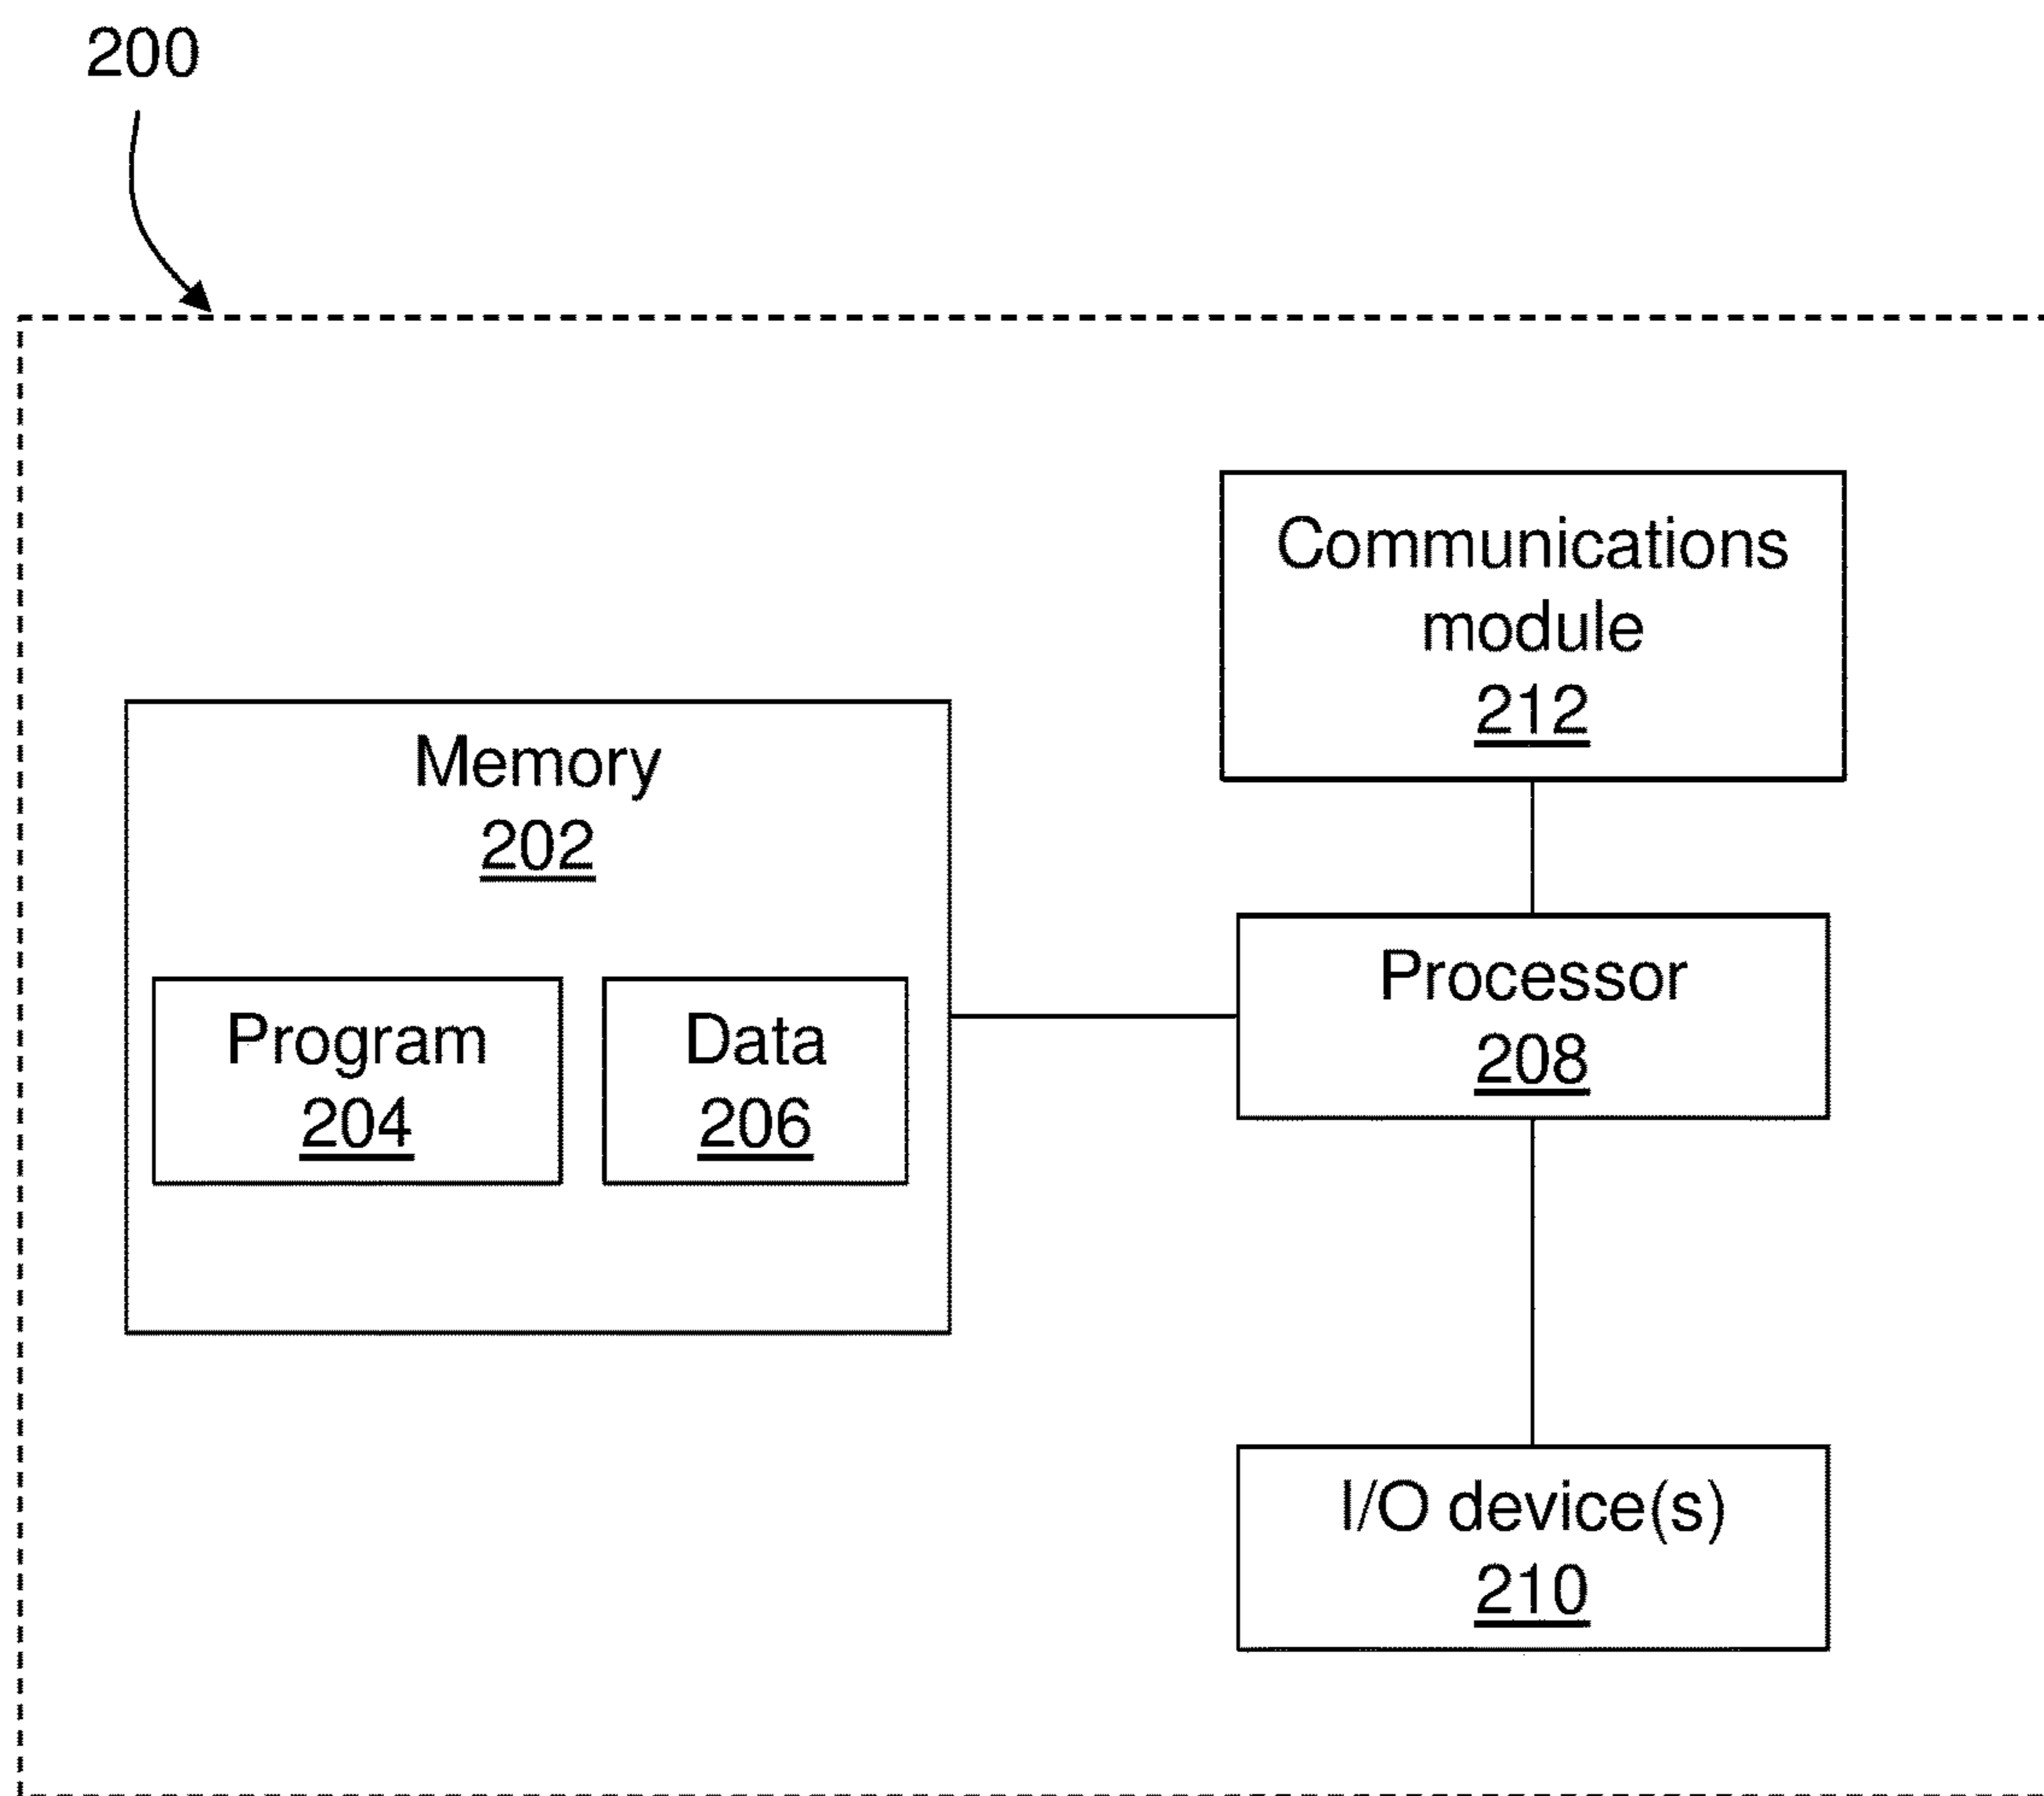 200
Communications
module
212
Memory
202
Processor
208
Program
204
Data
206
I/O device(s)
210